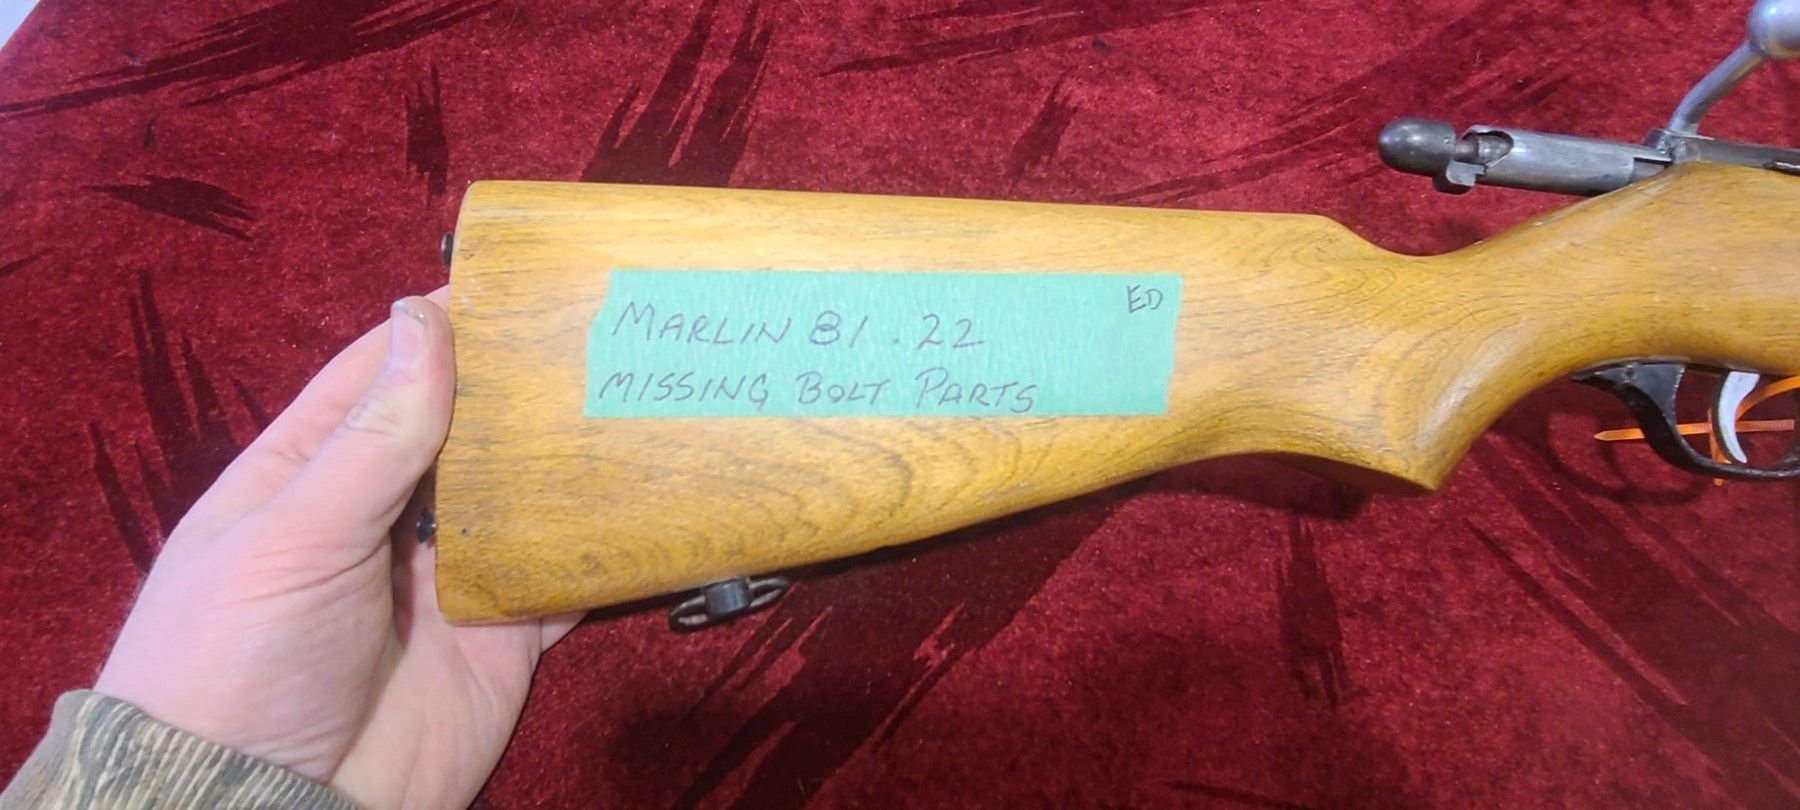 ED
MARLIN 81 .22
MISSING BOLT PARTS